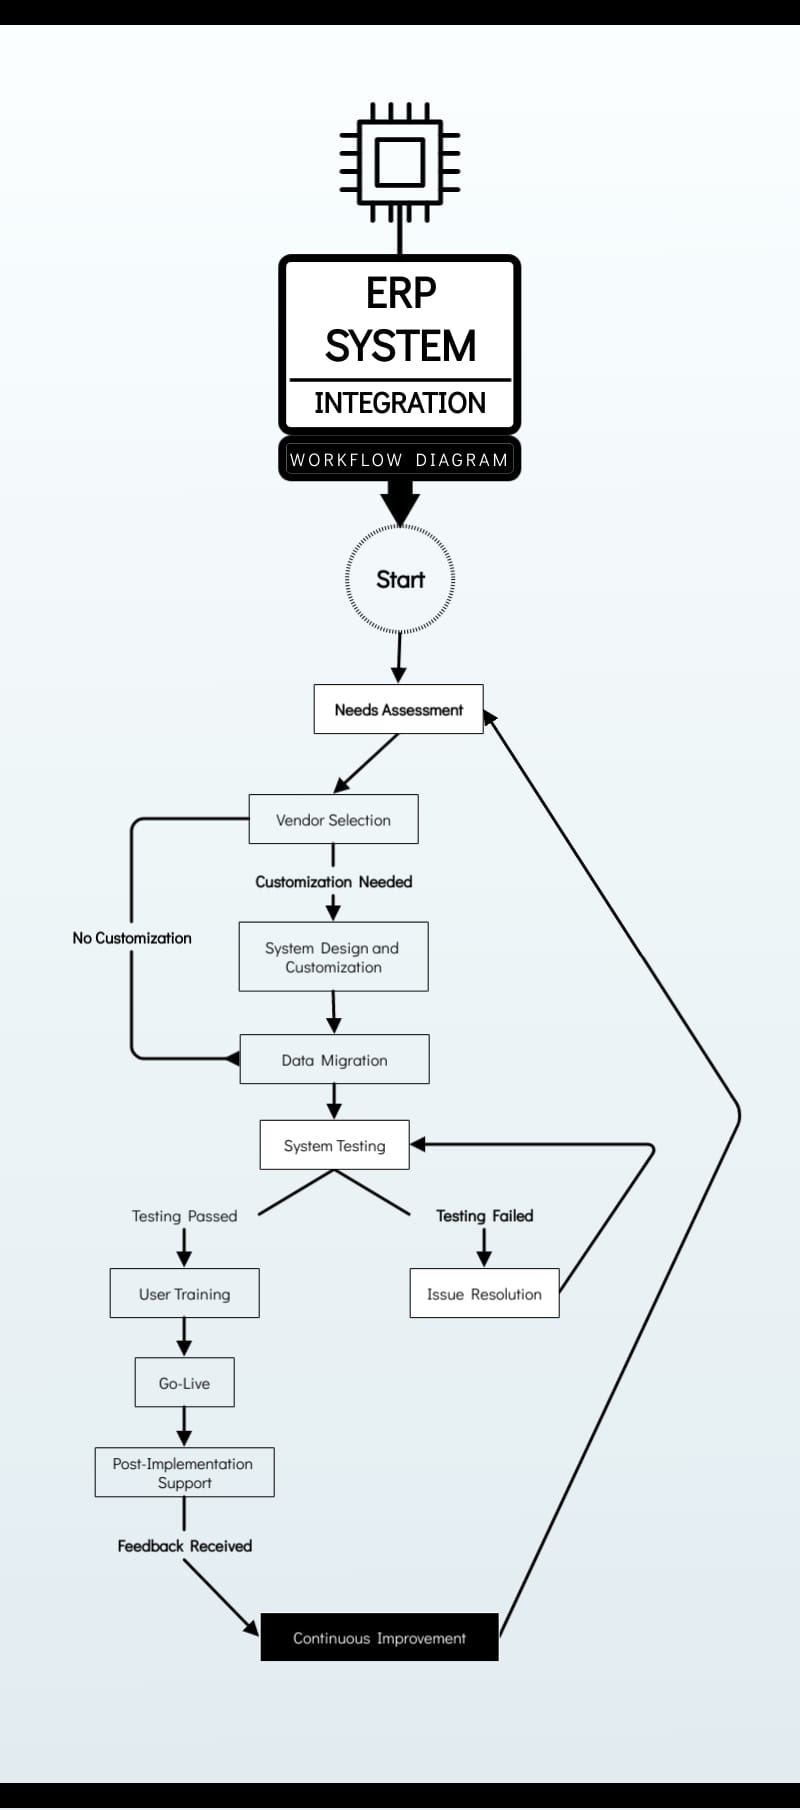 ERP
SYSTEM
INTEGRATION
WORKFLOW DIAGRAM
Start
Needs Assessment
Vendor Selection
Customization Needed
No Customization
System Design and
Customization
Data Migration
System Testing
Testing Passed
Testing Failed
User Training
Issue Resolution
Go-Live
Post-Implementation
Support
Feedback Received
Continuous Improvement